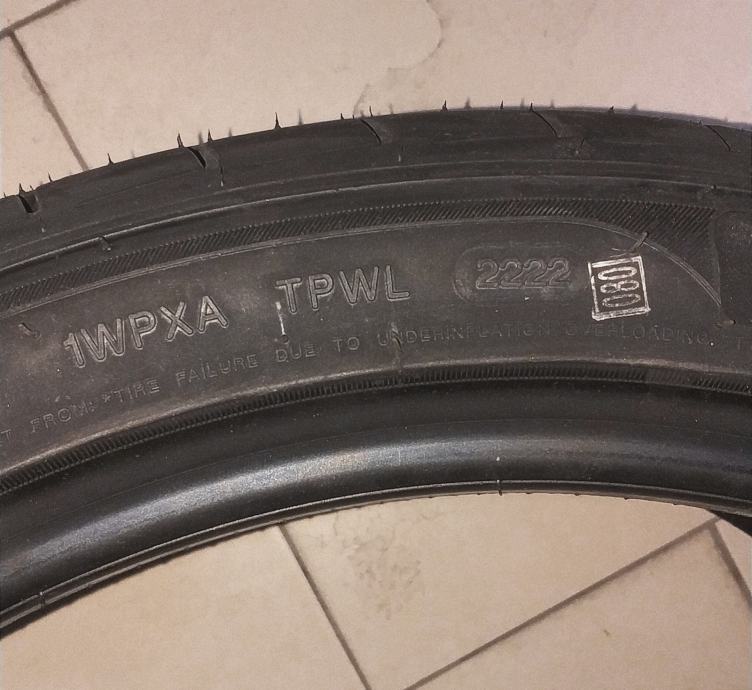 1WPXA TPWL 2222 080
T FROM: *TIRE FAILURE DUE TO UNDERINFLATION OVERLOADING